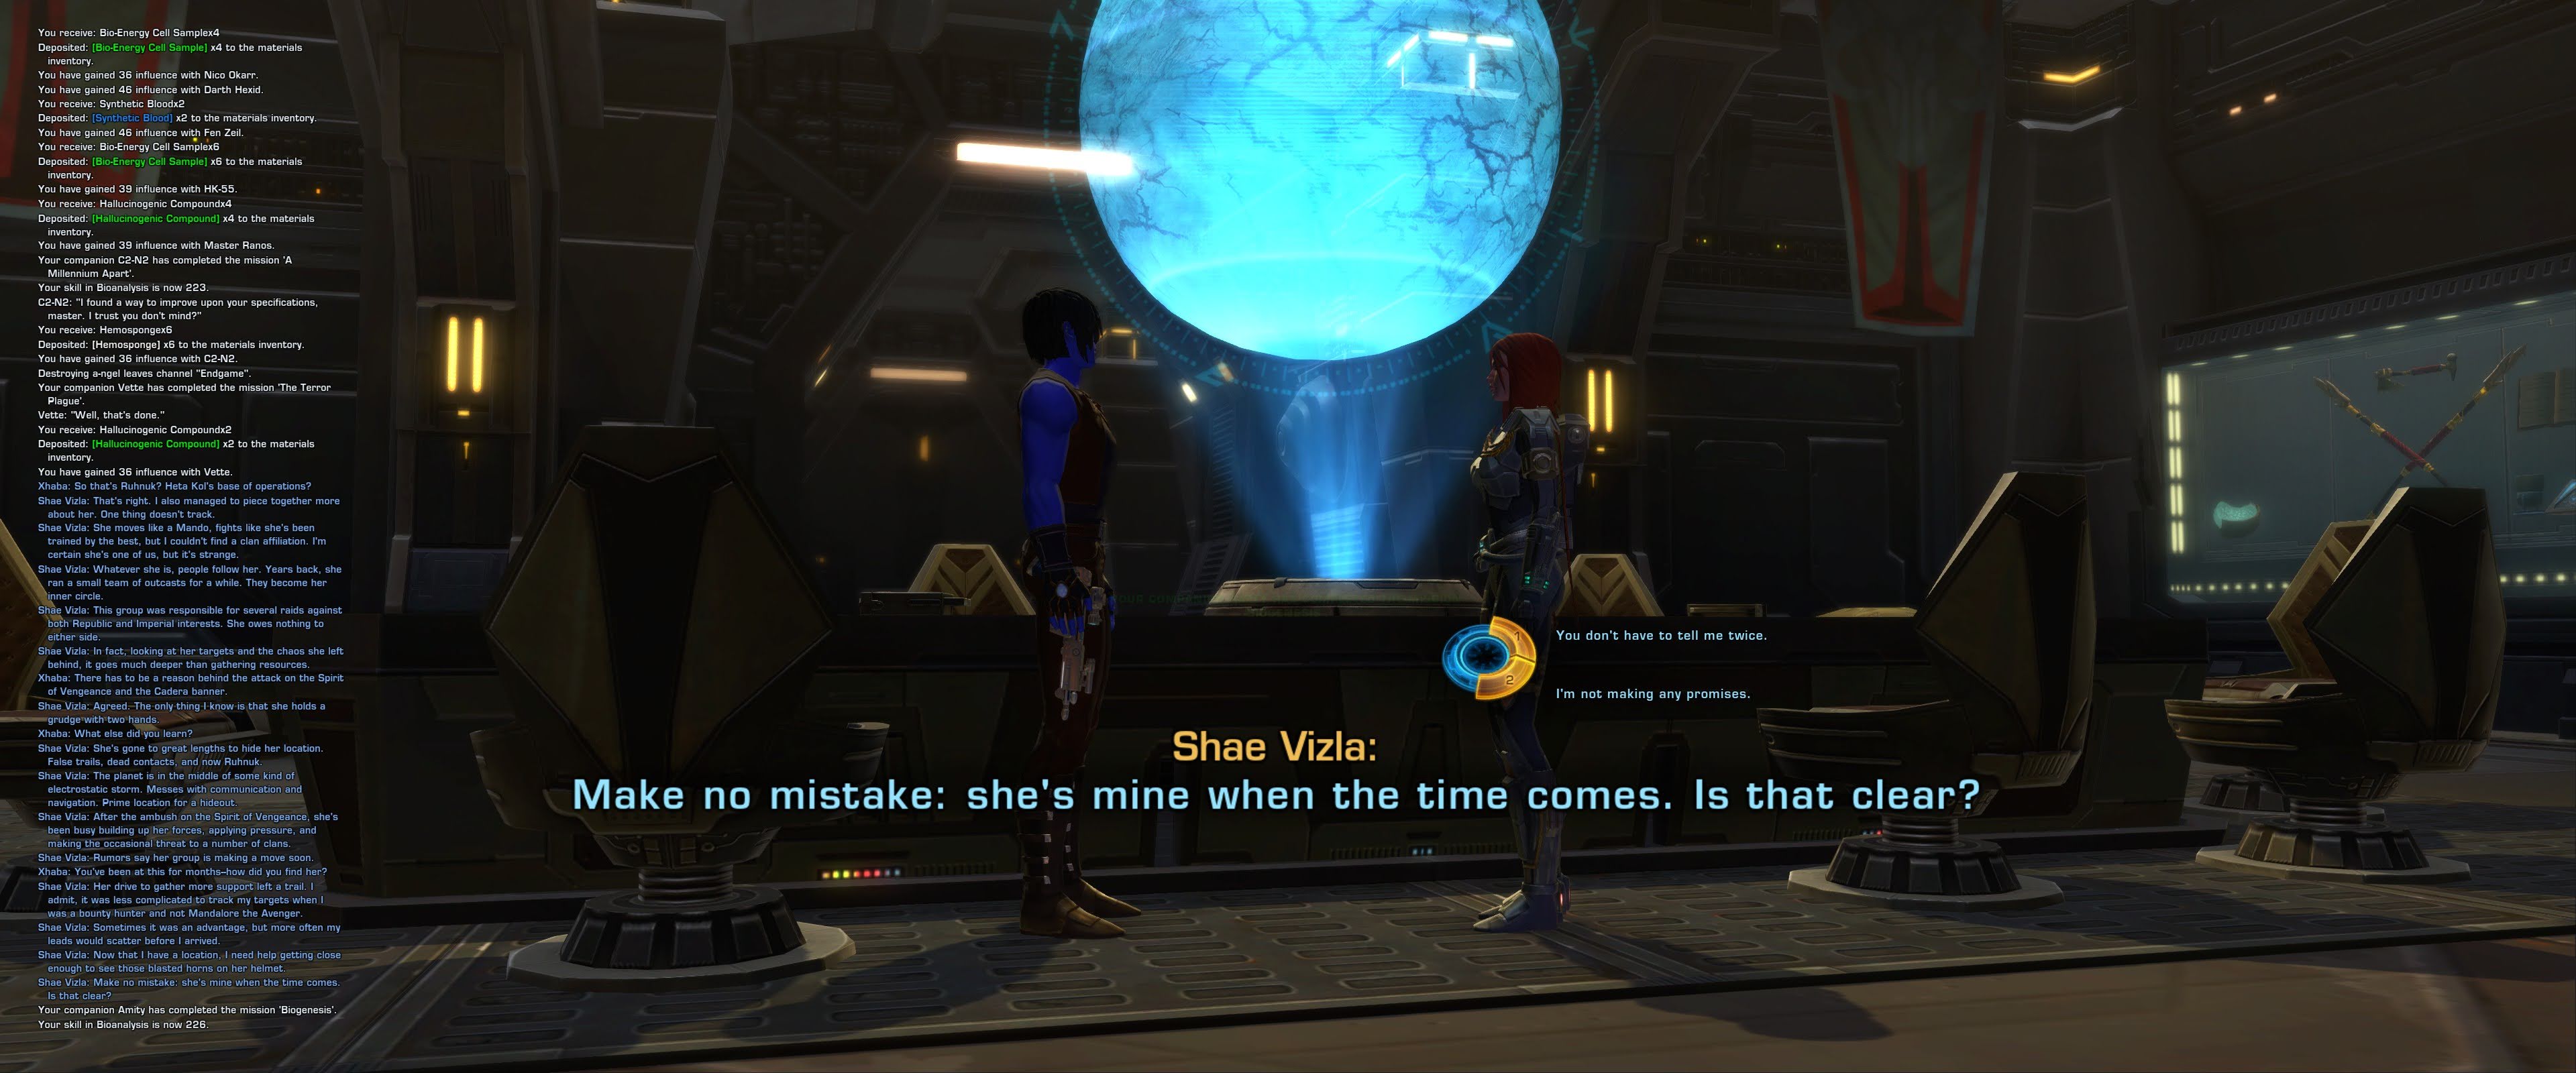 You receive: Bio-Energy Cell Samplex4
Deposited: [Bio-Energy Cell Sample] x4 to the materials
inventory.
You have gained 36 influence with Nico Okarr.
You have gained 46 influence with Darth Hexid.
You receive: Synthetic Bloodx2
Deposited: [Synthetic Blood] x2 to the materials inventory.
You have gained 46 influence with Fen Zeil.
You receive: Bio-Energy Cell Samplex6
Deposited: [Bio-Energy Cell Sample] x6 to the materials
inventory.
You have gained 39 influence with HK-55.
You receive: Hallucinogenic Compoundx4
Deposited: [Hallucinogenic Compound] x4 to the materials
inventory.
You have gained 39 influence with Master Ranos.
Your companion C2-N2 has completed the mission 'A
Millennium Apart'.
Your skill in Bioanalysis is now 223.
C2-N2: "I found a way to improve upon your specifications,
master. I trust you don't mind?"
You receive: Hemospongex6
Deposited: [Hemosponge] x6 to the materials inventory.
You have gained 36 influence with C2-N2.
Destroying a-ngel leaves channel "Endgame".
Your companion Vette has completed the mission 'The Terror
Plague'.
Vette: "Well, that's done."
You receive: Hallucinogenic Compoundx2
Deposited: [Hallucinogenic Compound] x2 to the materials
inventory.
You have gained 36 influence with Vette.
Xhaba: So that's Ruhnuk? Heta Kol's base of operations?
Shae Vizla: That's right. I also managed to piece together more
about her. One thing doesn't track.
Shae Vizla: She moves like a Mando, fights like she's been
trained by the best, but I couldn't find a clan affiliation. I'm
certain she's one of us, but it's strange.
Shae Vizla: Whatever she is, people follow her. Years back, she
ran a small team of outcasts for a while. They become her
inner circle.
Shae Vizla: This group was responsible for several raids against
both Republic and Imperial interests. She owes nothing to
either side.
Shae Vizla: In fact, looking at her targets and the chaos she left
behind, it goes much deeper than gathering resources.
Xhaba: There has to be a reason behind the attack on the Spirit
of Vengeance and the Cadera banner.
Shae Vizla: Agreed. The only thing I know is that she holds a
grudge with two hands.
Xhaba: What else did you learn?
Shae Vizla: She's gone to great lengths to hide her location.
False trails, dead contacts, and now Ruhnuk.
Shae Vizla: The planet is in the middle of some kind of
electrostatic storm. Messes with communication and
navigation. Prime location for a hideout.
Shae Vizla: After the ambush on the Spirit of Vengeance, she's
been busy building up her forces, applying pressure, and
making the occasional threat to a number of clans.
Shae Vizla: Rumors say her group is making a move soon.
Xhaba: You've been at this for months—how did you find her?
Shae Vizla: Her drive to gather more support left a trail. I
admit, it was less complicated to track my targets when I
was a bounty hunter and not Mandalore the Avenger.
Shae Vizla: Sometimes it was an advantage, but more often my
leads would scatter before I arrived.
Shae Vizla: Now that I have a location, I need help getting close
enough to see those blasted horns on her helmet.
Shae Vizla: Make no mistake: she's mine when the time comes.
Is that clear?
Your companion Amity has completed the mission 'Biogenesis'.
Your skill in Bioanalysis is now 226.
1
You don't have to tell me twice.
2
I'm not making any promises.
Shae Vizla:
Make no mistake: she's mine when the time comes. Is that clear?